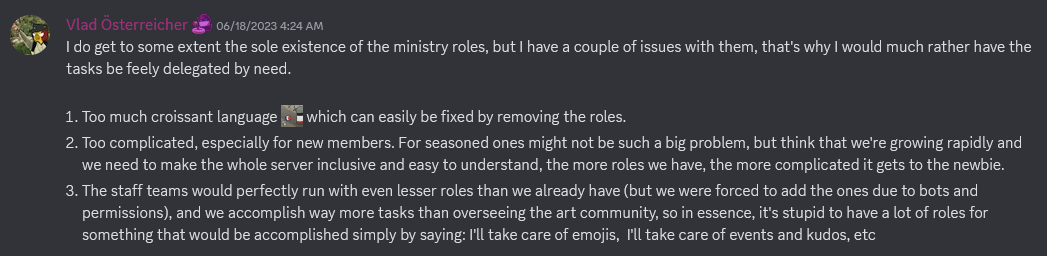 Vlad Österreicher 06/18/2023 4:24 AM
I do get to some extent the sole existence of the ministry roles, but I have a couple of issues with them, that's why I would much rather have the
tasks be feely delegated by need.
1. Too much croissant language which can easily be fixed by removing the roles.
2. Too complicated, especially for new members. For seasoned ones might not be such a big problem, but think that we're growing rapidly and
we need to make the whole server inclusive and easy to understand, the more roles we have, the more complicated it gets to the newbie.
3. The staff teams would perfectly run with even lesser roles than we already have (but we were forced to add the ones due to bots and
permissions), and we accomplish way more tasks than overseeing the art community, so in essence, it's stupid to have a lot of roles for
something that would be accomplished simply by saying: I'll take care of emojis, I'll take care of events and kudos, etc